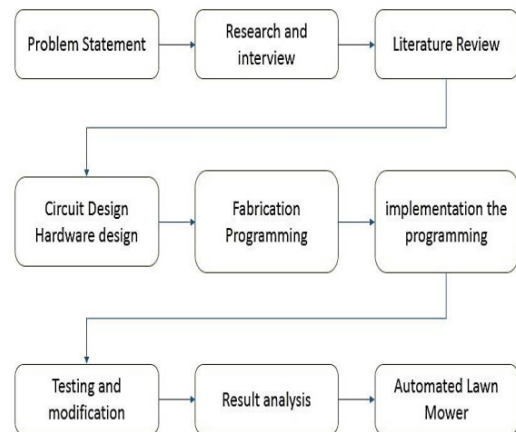 Problem Statement
Research and
interview
Literature Review
Circuit Design
Hardware design
Fabrication
Programming
implementation the
programming
Testing and
modification
Result analysis
Automated Lawn
Mower